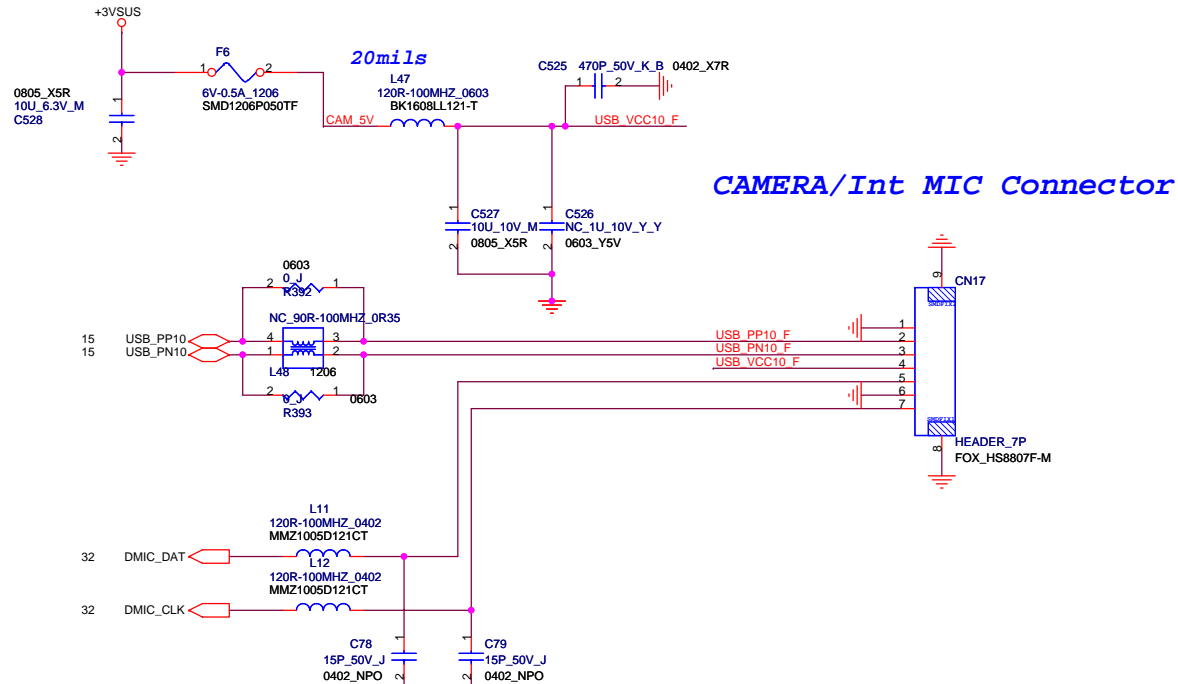 +3VSUS
F6
1 2
6V-0.5A_1206
SMD1206P050TF
0805_X5R
10U_6.3V_M
C528
1
2
20mils
L47
120R-100MHZ_0603
BK1608LL121-T
CAM_5V
C525 470P_50V_K_B 0402_X7R
1 2
USB_VCC10_F
CAMERA/Int MIC Connector
1
C527
10U_10V_M
0805_X5R
2
1
C526
NC_1U_10V_Y_Y
0603_Y5V
2
0603
0_J
2 1
R392
NC_90R-100MHZ_0R35
15 USB_PP10 4 3
15 USB_PN10 1 2
L48 1206
2 1
0_J 0603
R393
9
CN17
1
USB_PP10_F 2
USB_PN10_F 3
USB_VCC10_F 4
5
6
7
8
HEADER_7P
FOX_HS8807F-M
L11
120R-100MHZ_0402
MMZ1005D121CT
32 DMIC_DAT
L12
120R-100MHZ_0402
MMZ1005D121CT
32 DMIC_CLK
1
C78
15P_50V_J
0402_NPO
2
1
C79
15P_50V_J
0402_NPO
2